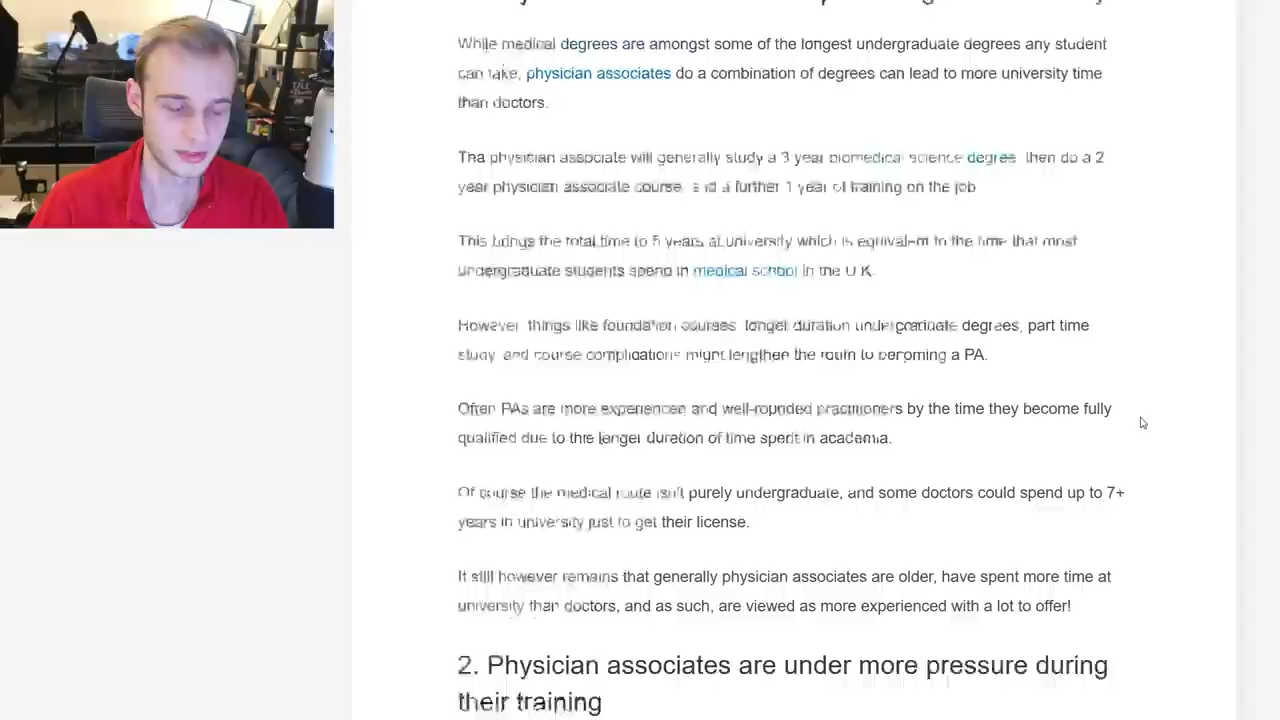 While medical degrees are amongst some of the longest undergraduate degrees any student
can take, physician associates do a combination of degrees can lead to more university time
than doctors.
Tha physician associate will generally study a 3 year biomedical science degree, then do a 2
year physician associate course, and a further 1 year of training on the job
This brings the total time to 5 years at university which is equivalent to the time that most
undergraduate students spend in medical school in the U.K.
However, things like foundation courses, longer duration undergraduate degrees, part time
study, and course complications might lengthen the route to becoming a PA.
Often PAs are more experienced and well-rounded practitioners by the time they become fully
qualified due to this longer duration of time spent in academia.
Of course the medical route isn't purely undergraduate, and some doctors could spend up to 7+
years in university just to get their license.
It still however remains that generally physician associates are older, have spent more time at
university than doctors, and as such, are viewed as more experienced with a lot to offer!
2. Physician associates are under more pressure during
their training